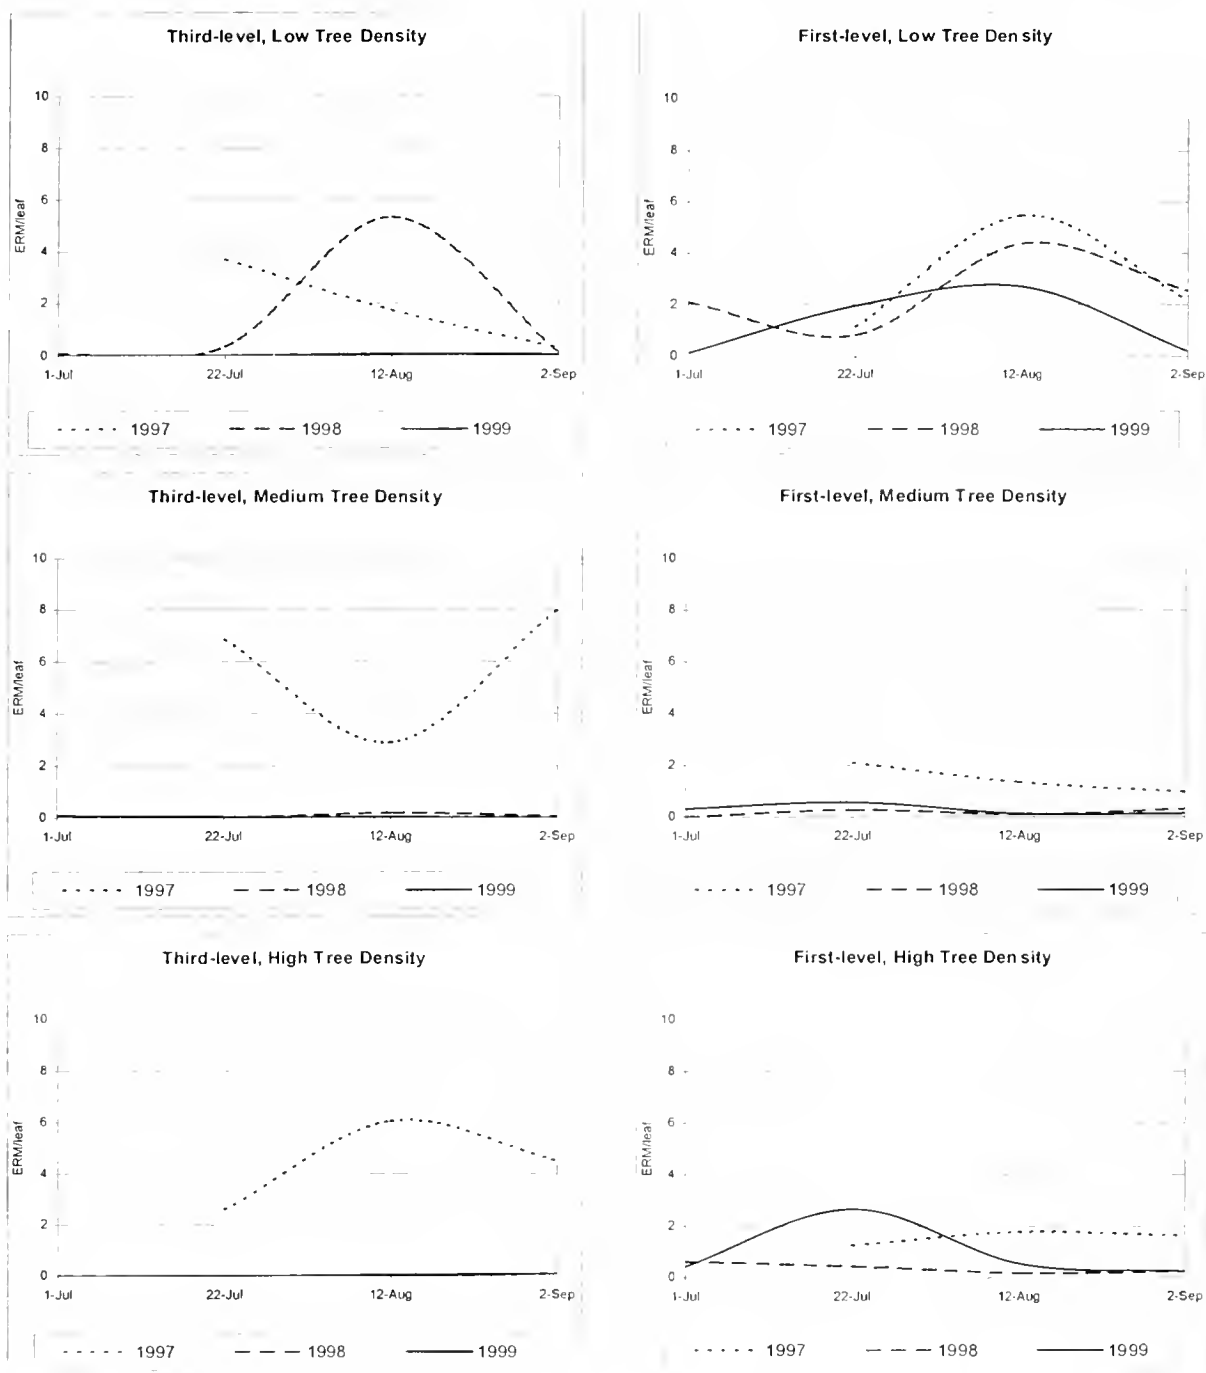 Third-level, Low Tree Density
10
8
6
4
2
0
ERM/leaf
1-Jul 22-Jul 12-Aug 2-Sep
1997 1998 1999
First-level, Low Tree Density
10
8
6
4
2
0
ERM/leaf
1-Jul 22-Jul 12-Aug 2-Sep
1997 1998 1999
Third-level, Medium Tree Density
10
8
6
4
2
0
ERM/leaf
1-Jul 22-Jul 12-Aug 2-Sep
1997 1998 1999
First-level, Medium Tree Density
10
8
6
4
2
0
ERM/leaf
1-Jul 22-Jul 12-Aug 2-Sep
1997 1998 1999
Third-level, High Tree Density
10
8
6
4
2
0
ERM/leaf
1-Jul 22-Jul 12-Aug 2-Sep
1997 1998 1999
First-level, High Tree Density
10
8
6
4
2
0
ERM/leaf
1-Jul 22-Jul 12-Aug 2-Sep
1997 1998 1999